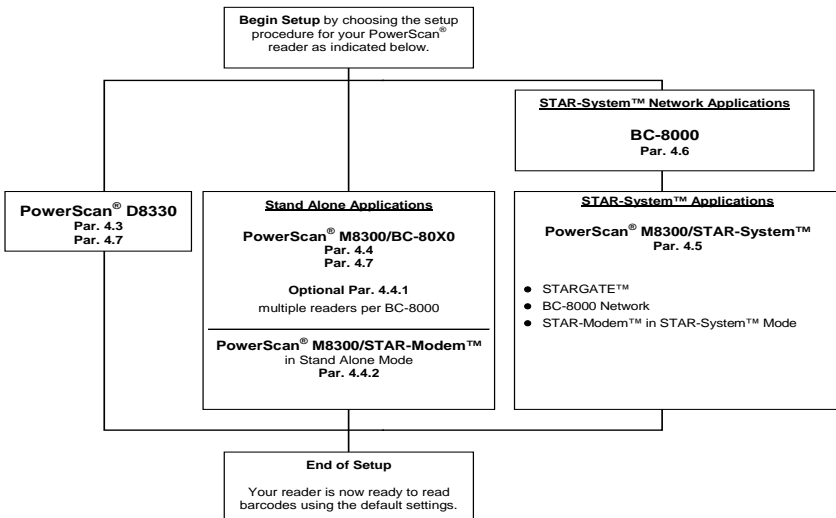 Begin Setup by choosing the setup
procedure for your PowerScan®
reader as indicated below.
STAR-System™ Network Applications
BC-8000
Par. 4.6
PowerScan® D8330
Par. 4.3
Par. 4.7
Stand Alone Applications
PowerScan® M8300/BC-80X0
Par. 4.4
Par. 4.7
Optional Par. 4.4.1
multiple readers per BC-8000
PowerScan® M8300/STAR-Modem™
in Stand Alone Mode
Par. 4.4.2
STAR-System™ Applications
PowerScan® M8300/STAR-System™
Par. 4.5
● STARGATE™
● BC-8000 Network
● STAR-Modem™ in STAR-System™ Mode
End of Setup
Your reader is now ready to read
barcodes using the default settings.